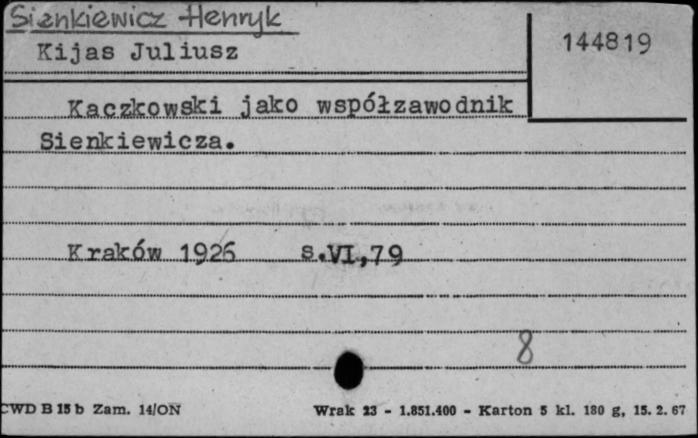 Sienkiewicz Henryk
Kijas Juliusz
144819
Kaczkowski jako współzawodnik
Sienkiewicza.
Kraków 1926 s.VI,79
8
CWD B 15 b Zam. 14/ON
Wrak 23 - 1.851.400 - Karton 5 kl. 180 g, 15. 2. 67